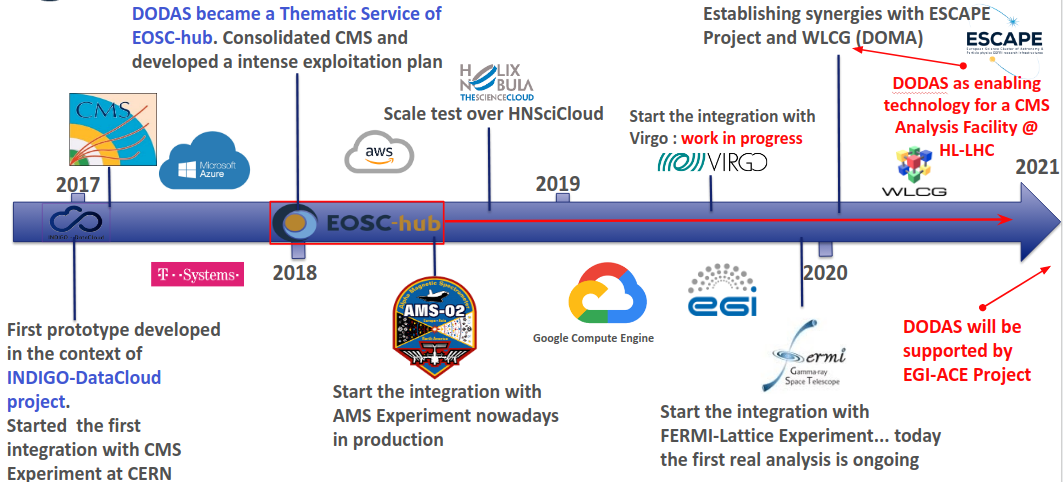 DODAS became a Thematic Service of
EOSC-hub. Consolidated CMS and
developed a intense exploitation plan
Establishing synergies with ESCAPE
Project and WLCG (DOMA)
ESCAPE
DODAS as enabling
technology for a CMS
Analysis Facility @
HL-LHC
HELIX
NEBULA
THESCIENCECLOUD
Scale test over HNSciCloud
Start the integration with
Virgo : work in progress
VIRGO
CMS
Microsoft
Azure
aws
WLCG
2017
2019
2021
EOSC-hub
2018
2020
T··Systems·
Alpha Magnetic Spectrometer
AMS-02
Google Compute Engine
egi
Fermi
Gamma-ray
Space Telescope
First prototype developed
in the context of
INDIGO-DataCloud
project.
Started the first
integration with CMS
Experiment at CERN
Start the integration with
AMS Experiment nowadays
in production
Start the integration with
FERMI-Lattice Experiment... today
the first real analysis is ongoing
DODAS will be
supported by
EGI-ACE Project